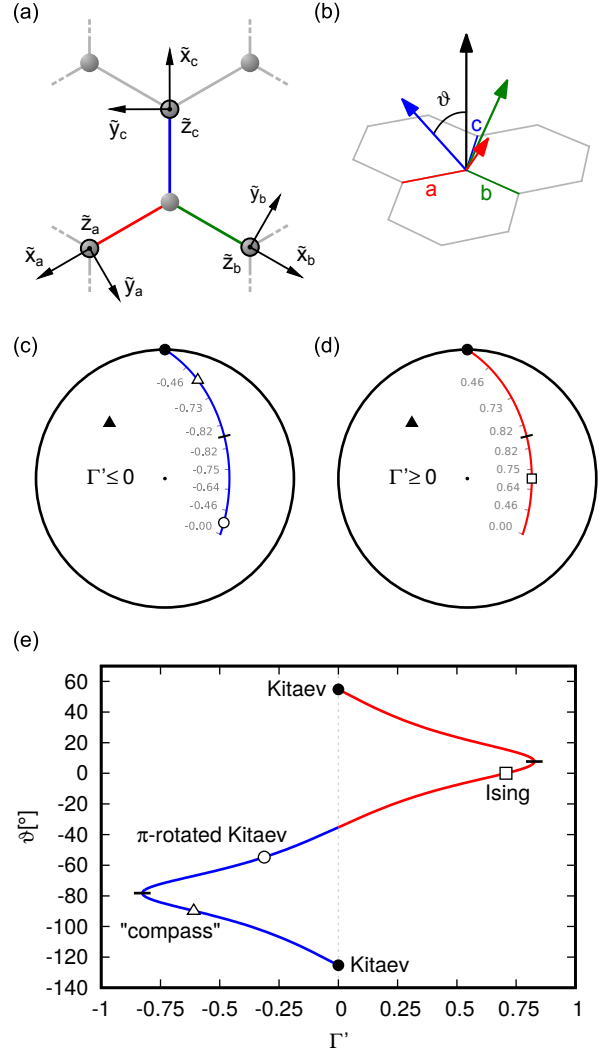 (a)
(b)
x̃c
ỹc
z̃c
z̃a
x̃a
ỹa
ỹb
z̃b
x̃b
ϑ
c
a
b
(c)
(d)
-0.46
-0.73
-0.82
-0.82
-0.75
-0.64
-0.46
-0.00
Γ'≤0
0.46
0.73
0.82
0.82
0.75
0.64
0.46
0.00
Γ'≥0
(e)
60
40
20
0
-20
-40
-60
-80
-100
-120
-140
ϑ[°]
Kitaev
Ising
π-rotated Kitaev
"compass"
Kitaev
-1
-0.75
-0.5
-0.25
0
0.25
0.5
0.75
1
Γ'